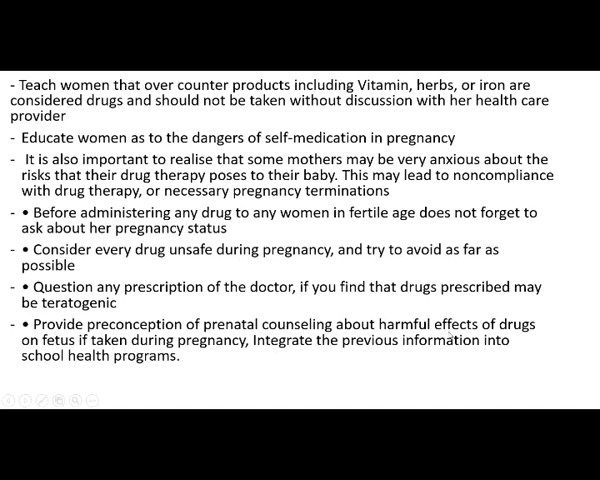 - Teach women that over counter products including Vitamin, herbs, or iron are
considered drugs and should not be taken without discussion with her health care
provider
- Educate women as to the dangers of self-medication in pregnancy
- It is also important to realise that some mothers may be very anxious about the
risks that their drug therapy poses to their baby. This may lead to noncompliance
with drug therapy, or necessary pregnancy terminations
- • Before administering any drug to any women in fertile age does not forget to
ask about her pregnancy status
- • Consider every drug unsafe during pregnancy, and try to avoid as far as
possible
- • Question any prescription of the doctor, if you find that drugs prescribed may
be teratogenic
- • Provide preconception of prenatal counseling about harmful effects of drugs
on fetus if taken during pregnancy, Integrate the previous information into
school health programs.